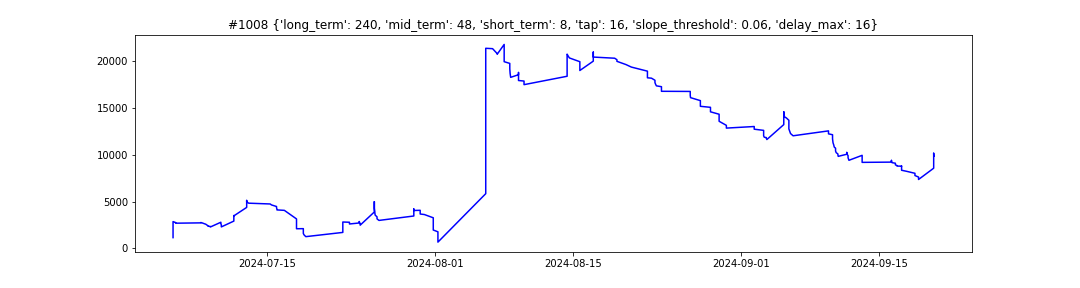 #1008 {'long_term': 240, 'mid_term': 48, 'short_term': 8, 'tap': 16, 'slope_threshold': 0.06, 'delay_max': 16}
20000
15000
10000
5000
0
2024-07-15 2024-08-01 2024-08-15 2024-09-01 2024-09-15